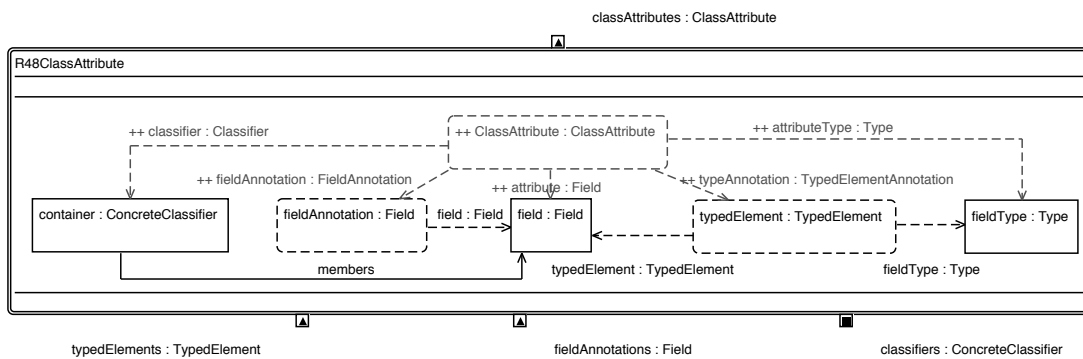 classAttributes : ClassAttribute
R48ClassAttribute
++ classifier : Classifier
++ ClassAttribute : ClassAttribute
++ attributeType : Type
++ fieldAnnotation : FieldAnnotation
++ attribute : Field
++ typeAnnotation : TypedElementAnnotation
container : ConcreteClassifier
fieldAnnotation : Field
field : Field
field : Field
typedElement : TypedElement
fieldType : Type
members
typedElement : TypedElement
fieldType : Type
typedElements : TypedElement
fieldAnnotations : Field
classifiers : ConcreteClassifier